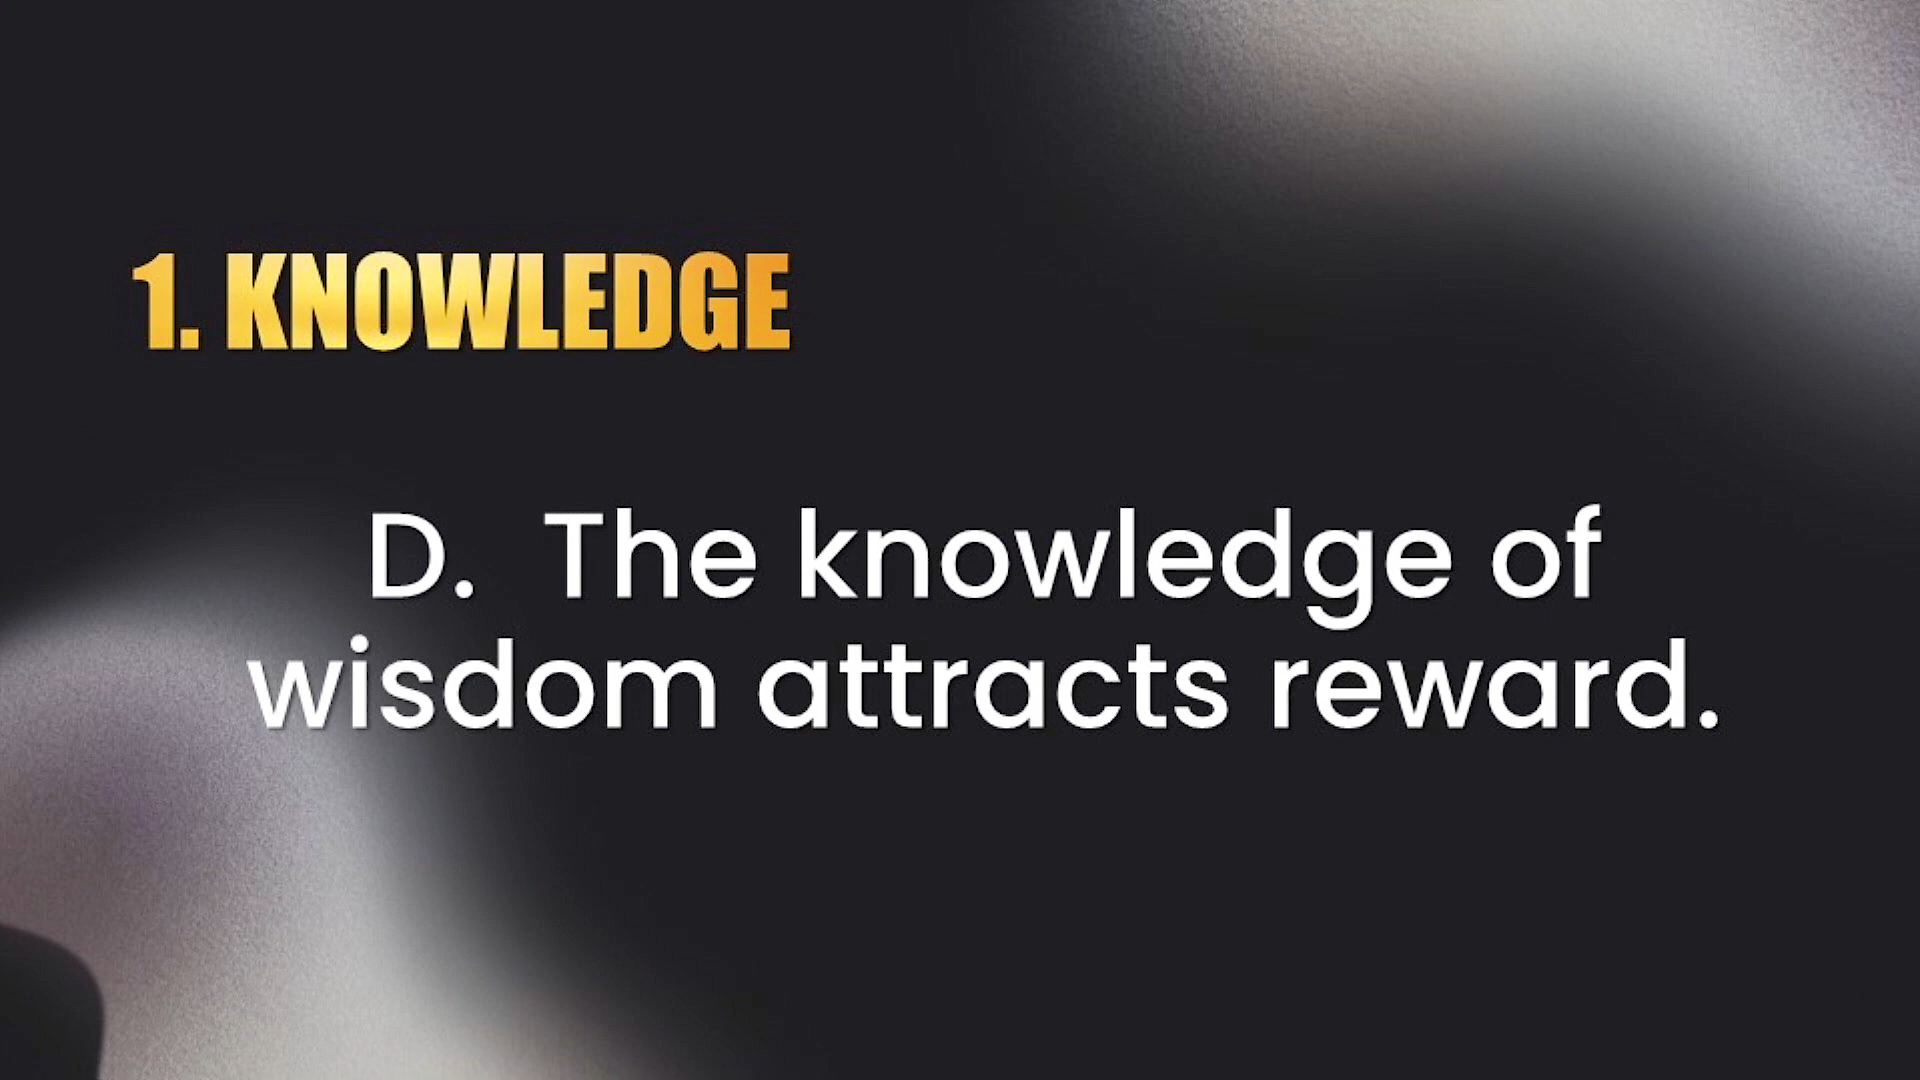 1. KNOWLEDGE
D. The knowledge of
wisdom attracts reward.